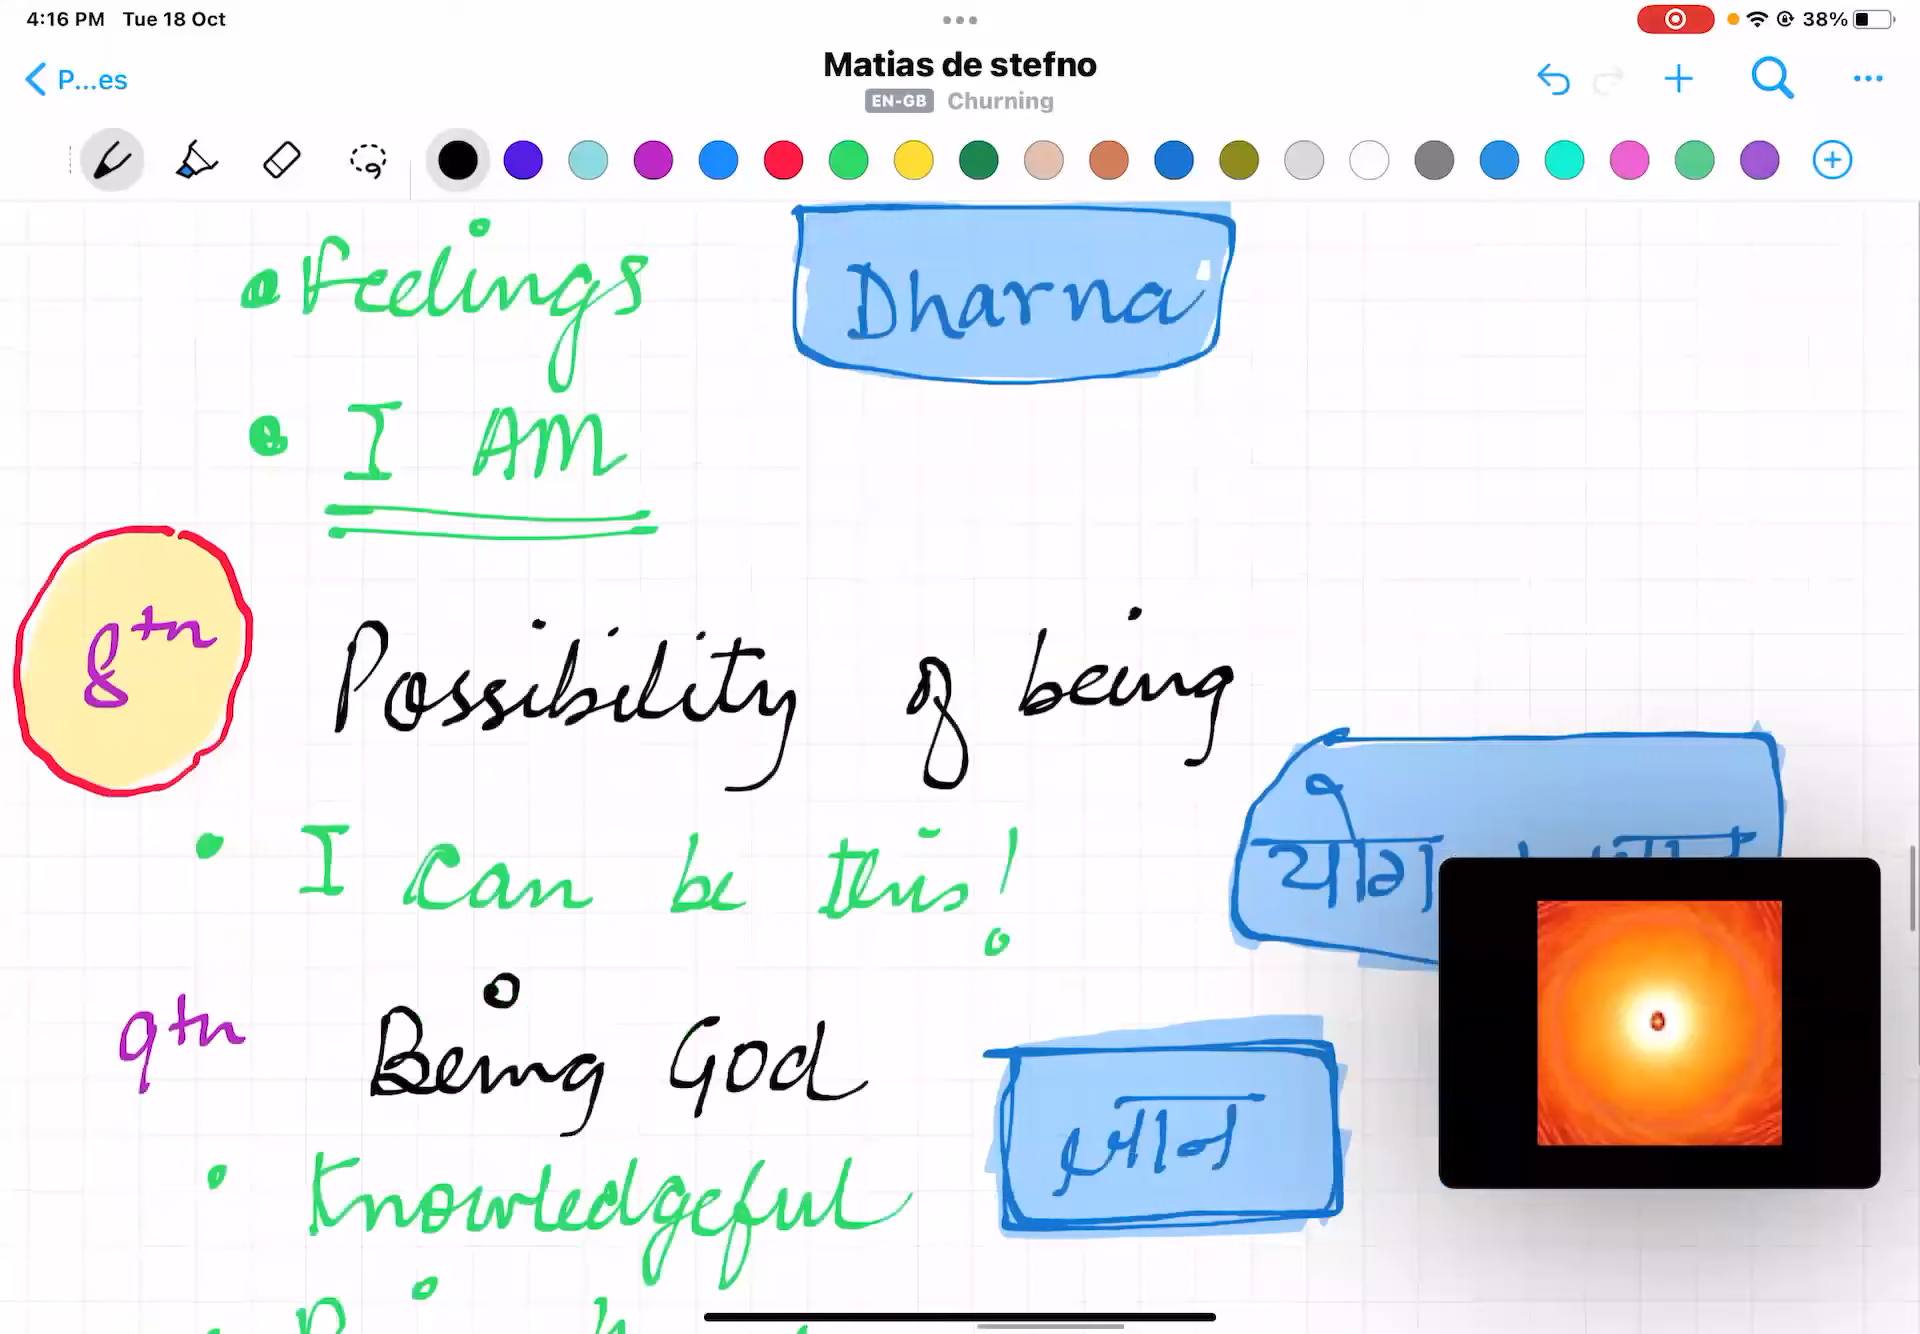 4:16 PM Tue 18 Oct
38%
P...es
Matias de stefno
EN-GB Churning
• Feelings
Dharna
• I AM
8th Possibility of being
• I can be this!
योग
9th Being God
ज्ञान
• Knowledgeful